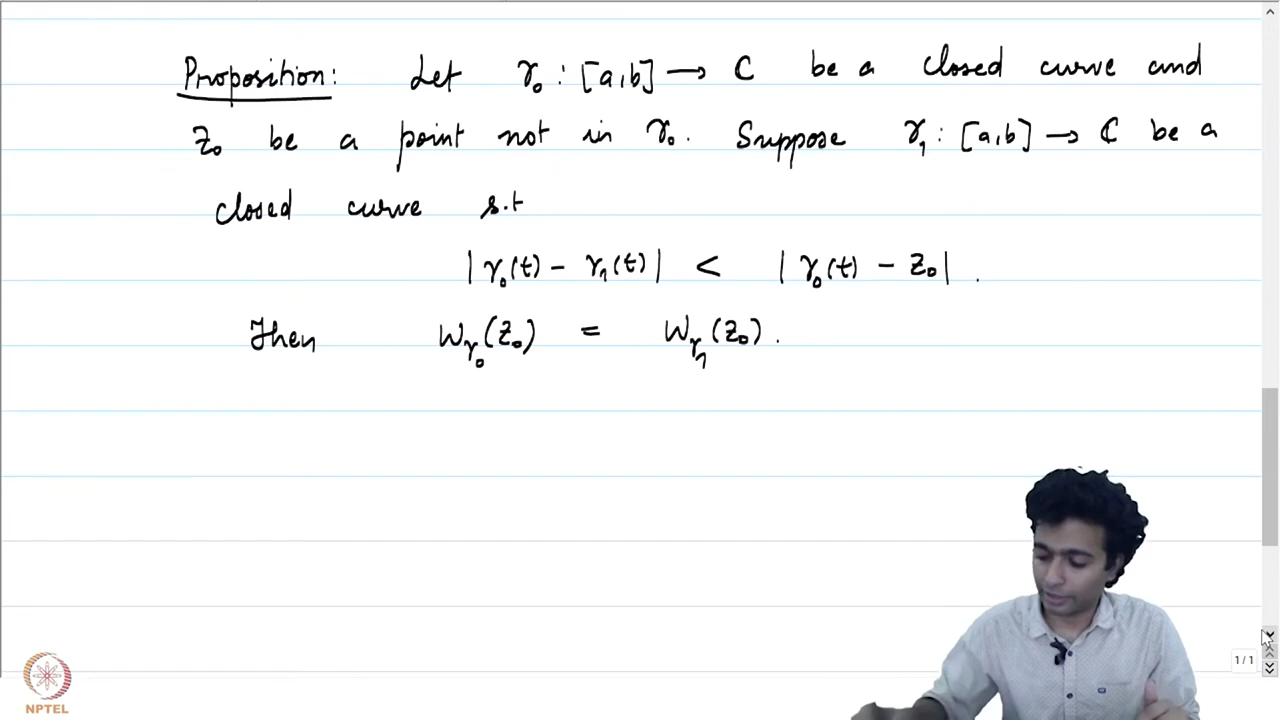 Proposition: Let γ₀ : [a,b] → ℂ be a closed curve and
z₀ be a point not in γ₀. Suppose γ₁ : [a,b] → ℂ be a
closed curve s.t
|γ₀(t) - γ₁(t)| < |γ₀(t) - z₀| .
Then W_γ₀(z₀) = W_γ₁(z₀).
1/1
NPTEL